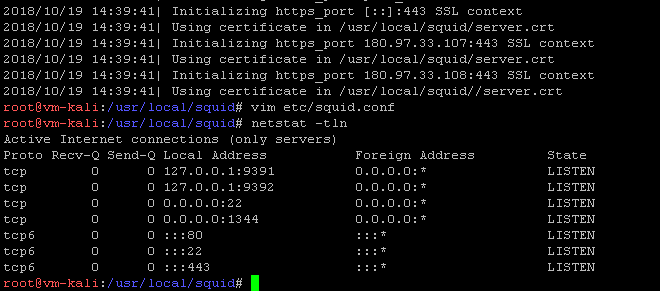 2018/10/19 14:39:41| Initializing https_port [::]:443 SSL context
2018/10/19 14:39:41| Using certificate in /usr/local/squid/server.crt
2018/10/19 14:39:41| Initializing https_port 180.97.33.107:443 SSL context
2018/10/19 14:39:41| Using certificate in /usr/local/squid/server.crt
2018/10/19 14:39:41| Initializing https_port 180.97.33.108:443 SSL context
2018/10/19 14:39:41| Using certificate in /usr/local/squid//server.crt
root@vm-kali:/usr/local/squid# vim etc/squid.conf
root@vm-kali:/usr/local/squid# netstat -tln
Active Internet connections (only servers)
Proto Recv-Q Send-Q Local Address Foreign Address State
tcp 0 0 127.0.0.1:9391 0.0.0.0:* LISTEN
tcp 0 0 127.0.0.1:9392 0.0.0.0:* LISTEN
tcp 0 0 0.0.0.0:22 0.0.0.0:* LISTEN
tcp 0 0 0.0.0.0:1344 0.0.0.0:* LISTEN
tcp6 0 0 :::80 :::* LISTEN
tcp6 0 0 :::22 :::* LISTEN
tcp6 0 0 :::443 :::* LISTEN
root@vm-kali:/usr/local/squid#